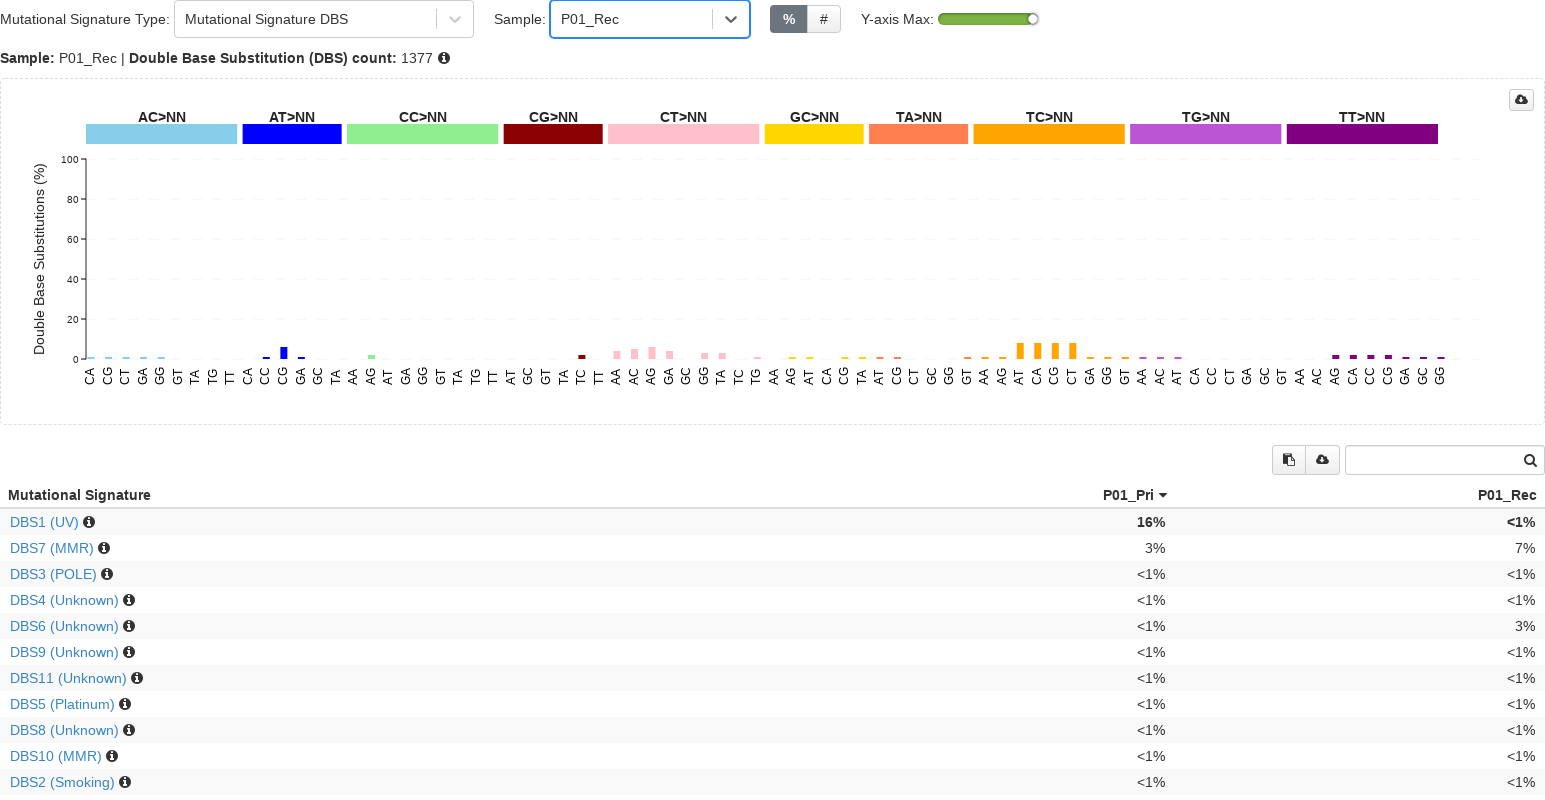 Mutational Signature Type: Mutational Signature DBS Sample: P01_Rec % # Y-axis Max:
Sample: P01_Rec | Double Base Substitution (DBS) count: 1377
AC>NN AT>NN CC>NN CG>NN CT>NN GC>NN TA>NN TC>NN TG>NN TT>NN
Double Base Substitutions (%)
100
80
60
40
20
0
CA CG CT GA GG GT TA TG TT CA CC CG GA GC TA AA AG AT GA GG GT TA TG TT AT GC GT TA TC TT AA AC AG GA GC GG TA TC TG AA AG AT CA CG TA AT CG CT GC GG GT AA AG AT CA CG CT GA GG GT AA AC AT CA CC CT GA GC GT AA AC AG CA CC CG GA GC GG
Mutational Signature P01_Pri P01_Rec
DBS1 (UV) 16% <1%
DBS7 (MMR) 3% 7%
DBS3 (POLE) <1% <1%
DBS4 (Unknown) <1% <1%
DBS6 (Unknown) <1% 3%
DBS9 (Unknown) <1% <1%
DBS11 (Unknown) <1% <1%
DBS5 (Platinum) <1% <1%
DBS8 (Unknown) <1% <1%
DBS10 (MMR) <1% <1%
DBS2 (Smoking) <1% <1%